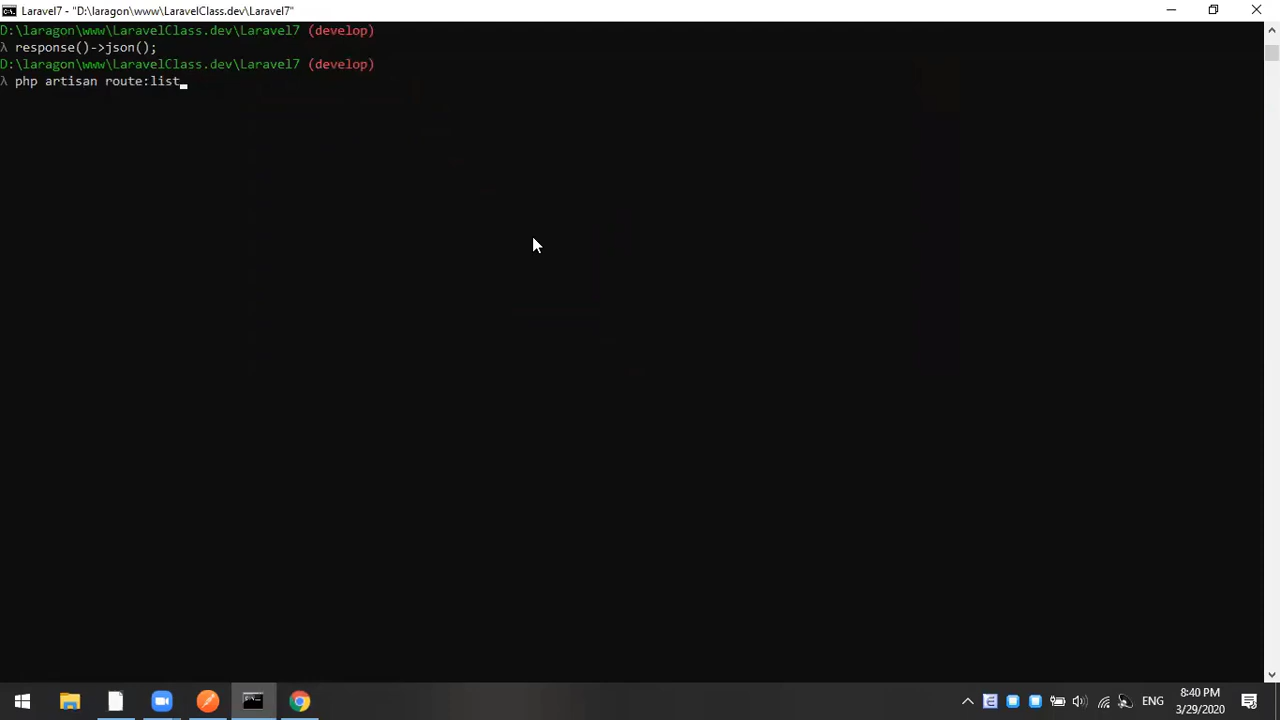 Laravel7 - "D:\laragon\www\LaravelClass.dev\Laravel7"
D:\laragon\www\LaravelClass.dev\Laravel7 (develop)
λ response()->json();
D:\laragon\www\LaravelClass.dev\Laravel7 (develop)
λ php artisan route:list
ENG
8:40 PM
3/29/2020